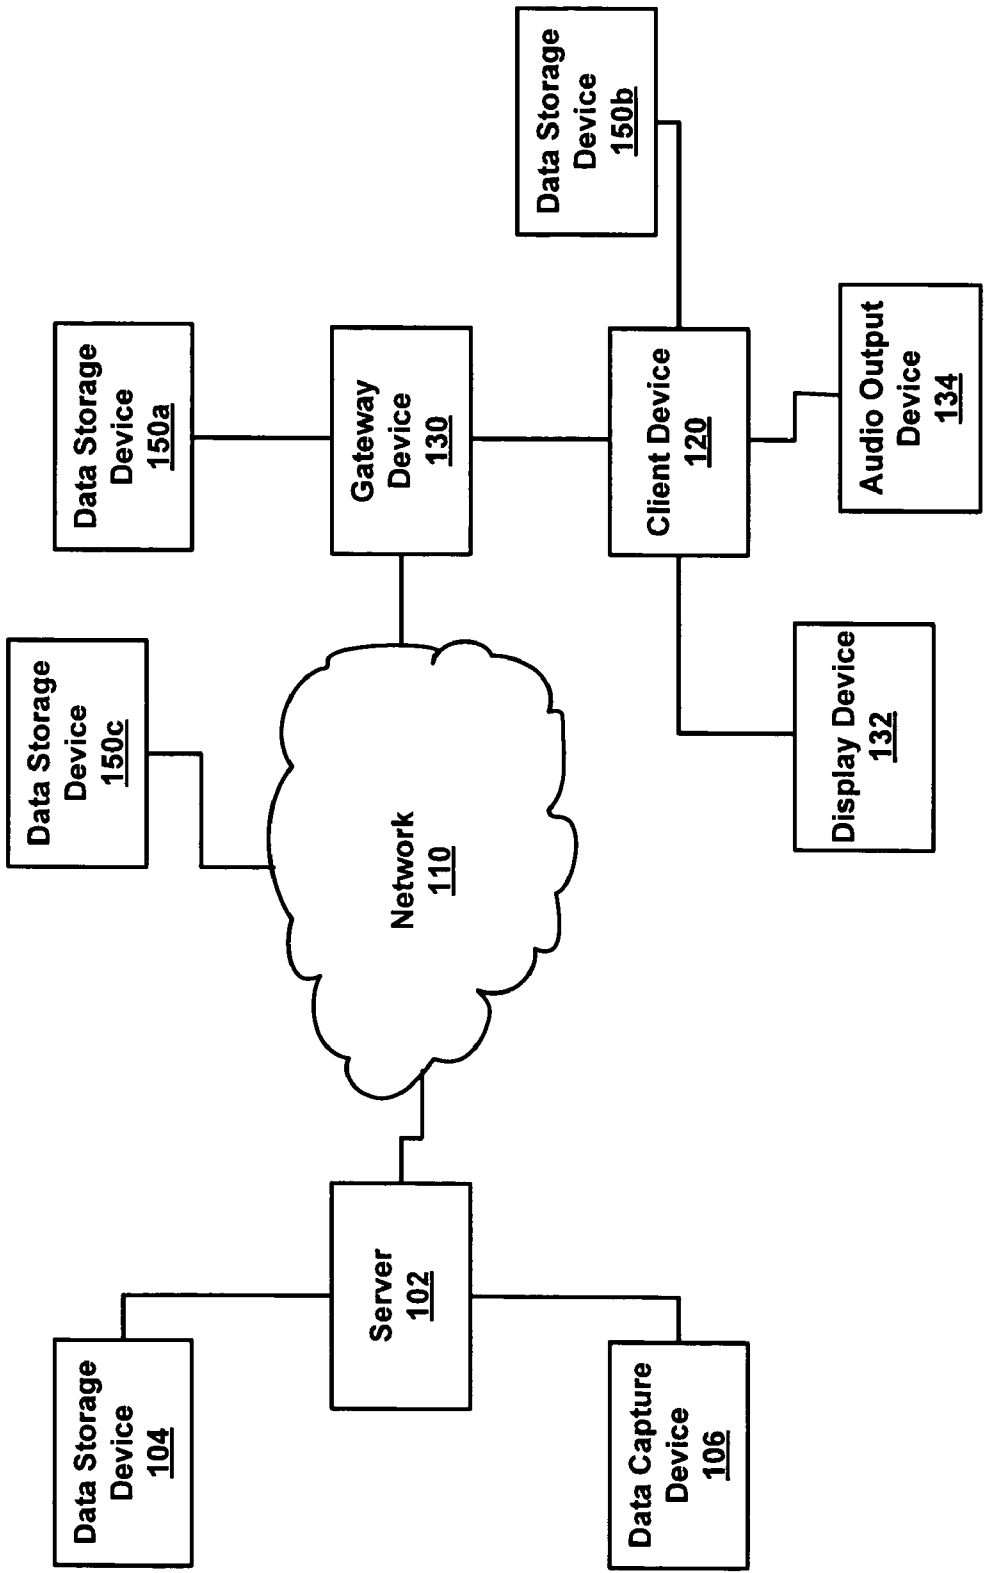 Data Storage
Device
104
Server
102
Data Capture
Device
106
Network
110
Data Storage
Device
150c
Data Storage
Device
150a
Gateway
Device
130
Client Device
120
Display Device
132
Audio Output
Device
134
Data Storage
Device
150b